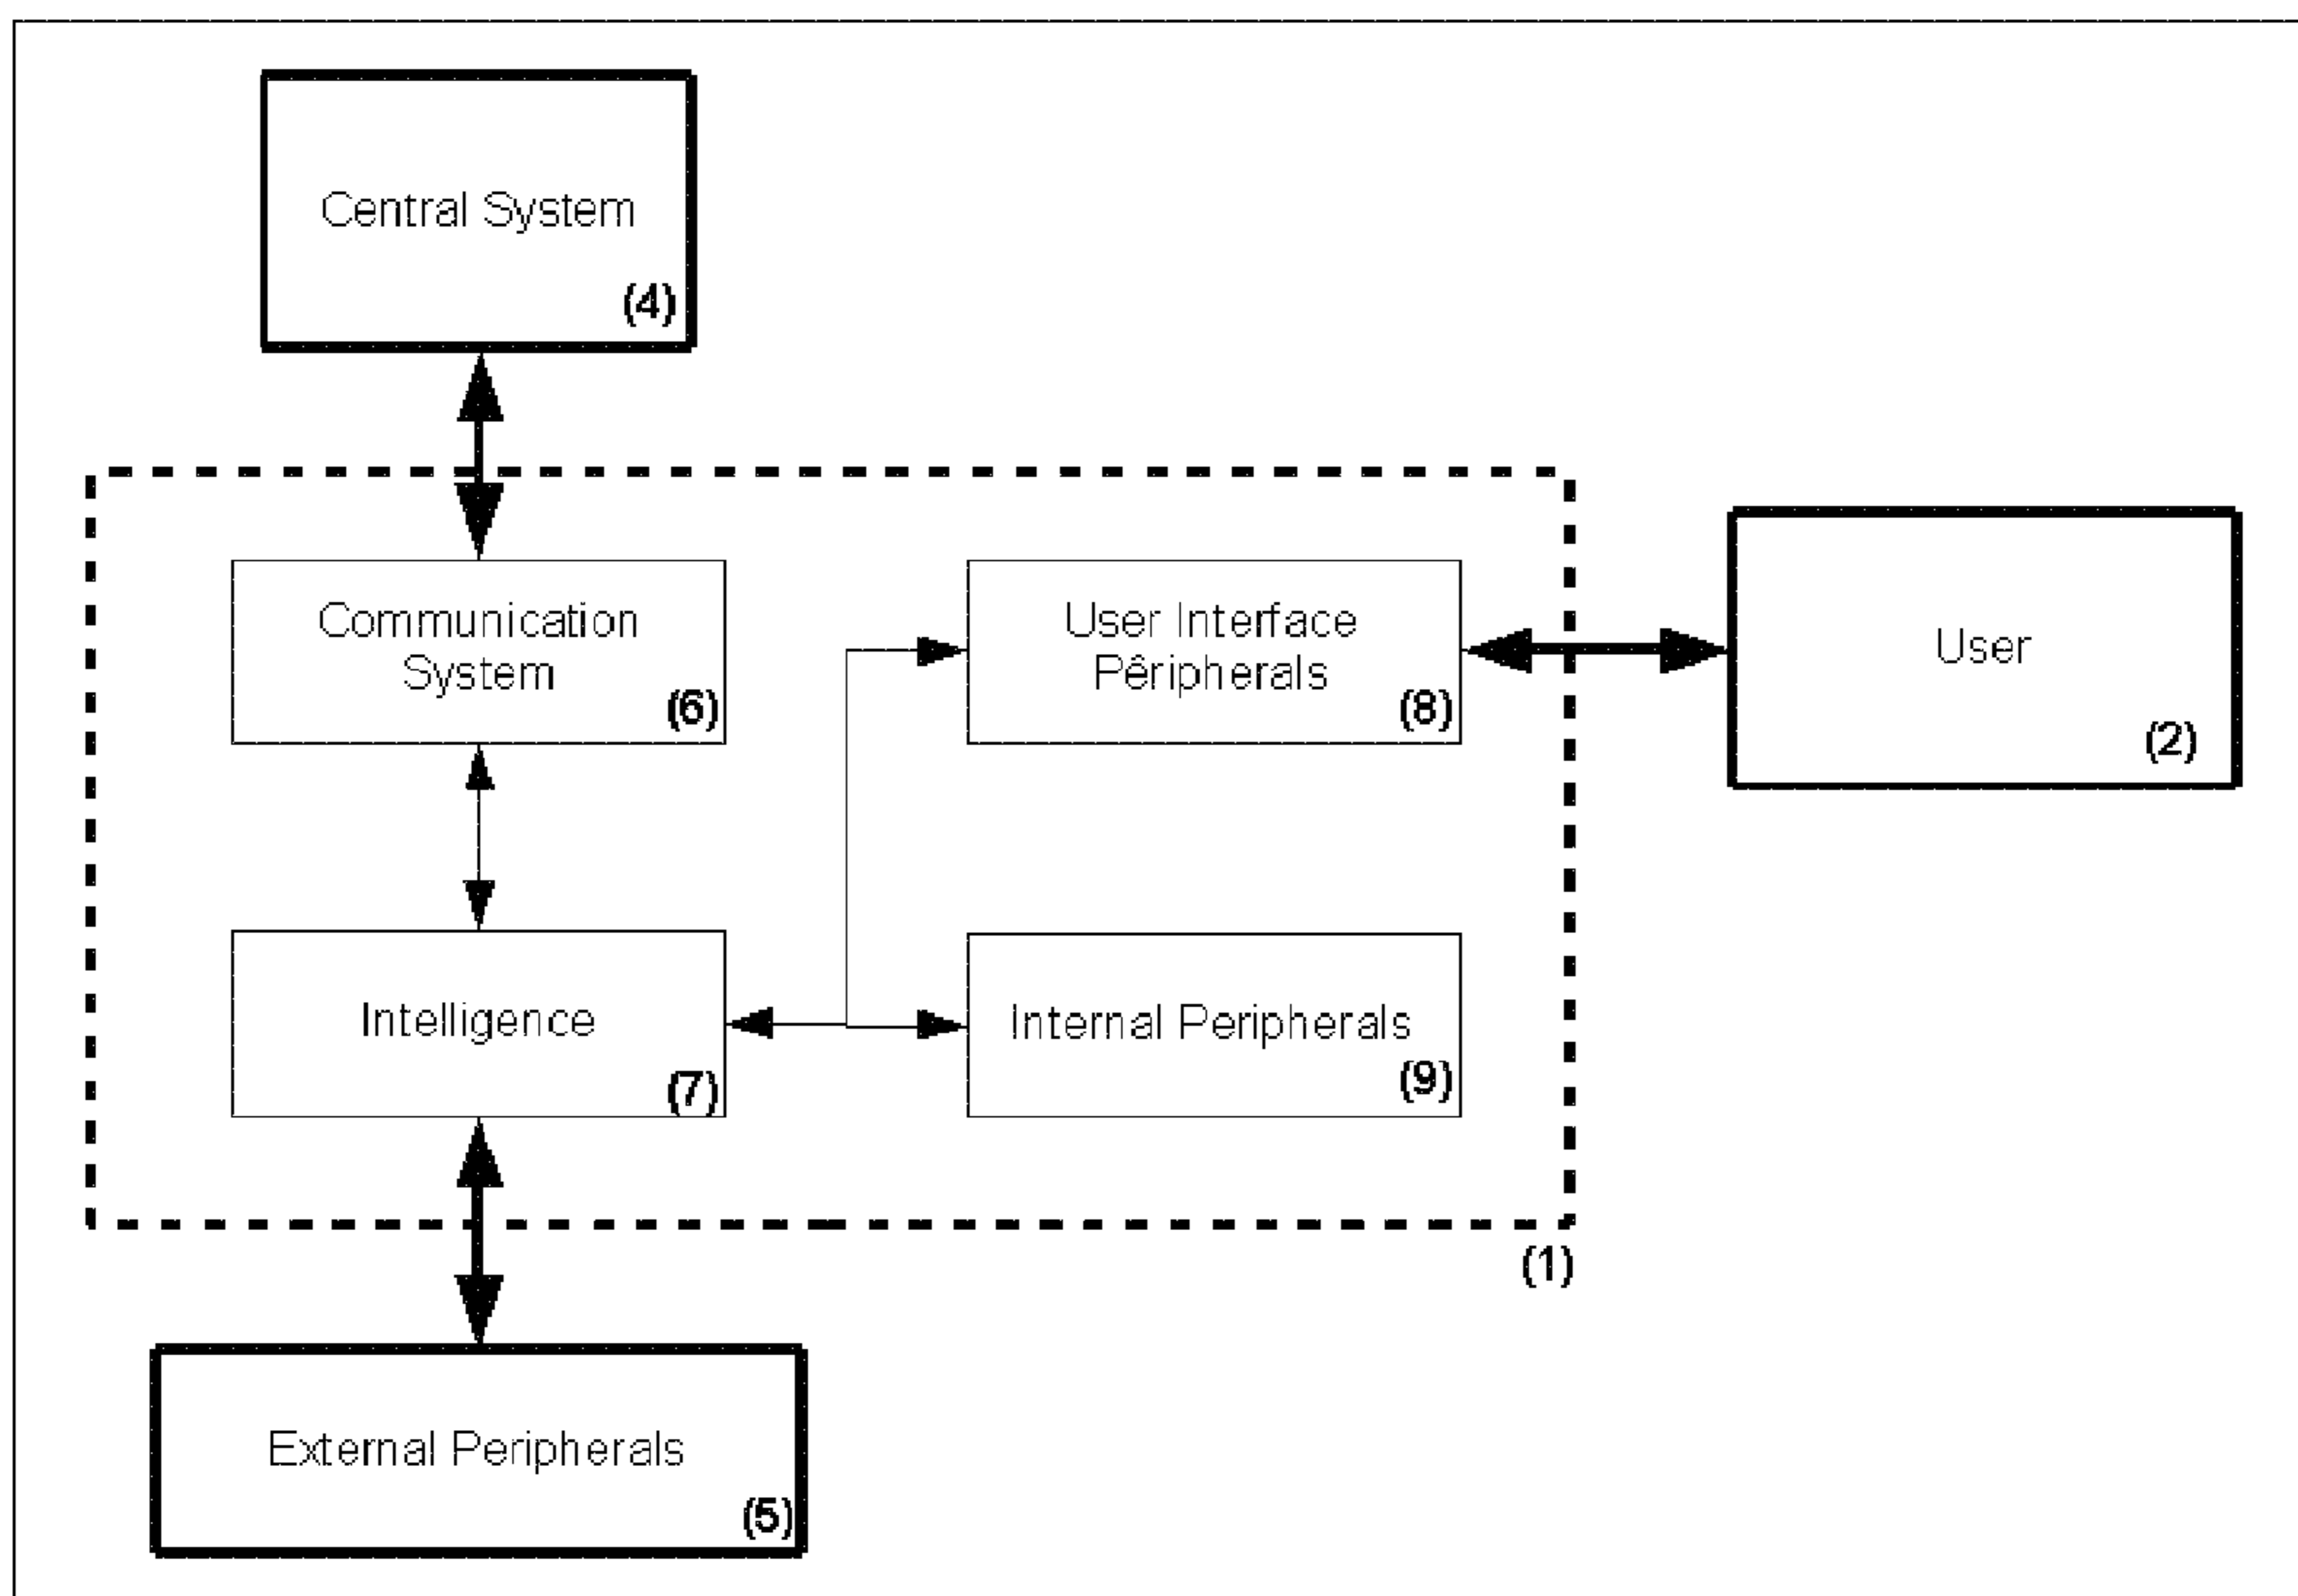 Central System
(4)
Communication
System
(6)
User Interface
Pêripherals
(8)
User
(2)
Intelligence
(7)
Internal Peripherals
(9)
(1)
External Peripherals
(5)